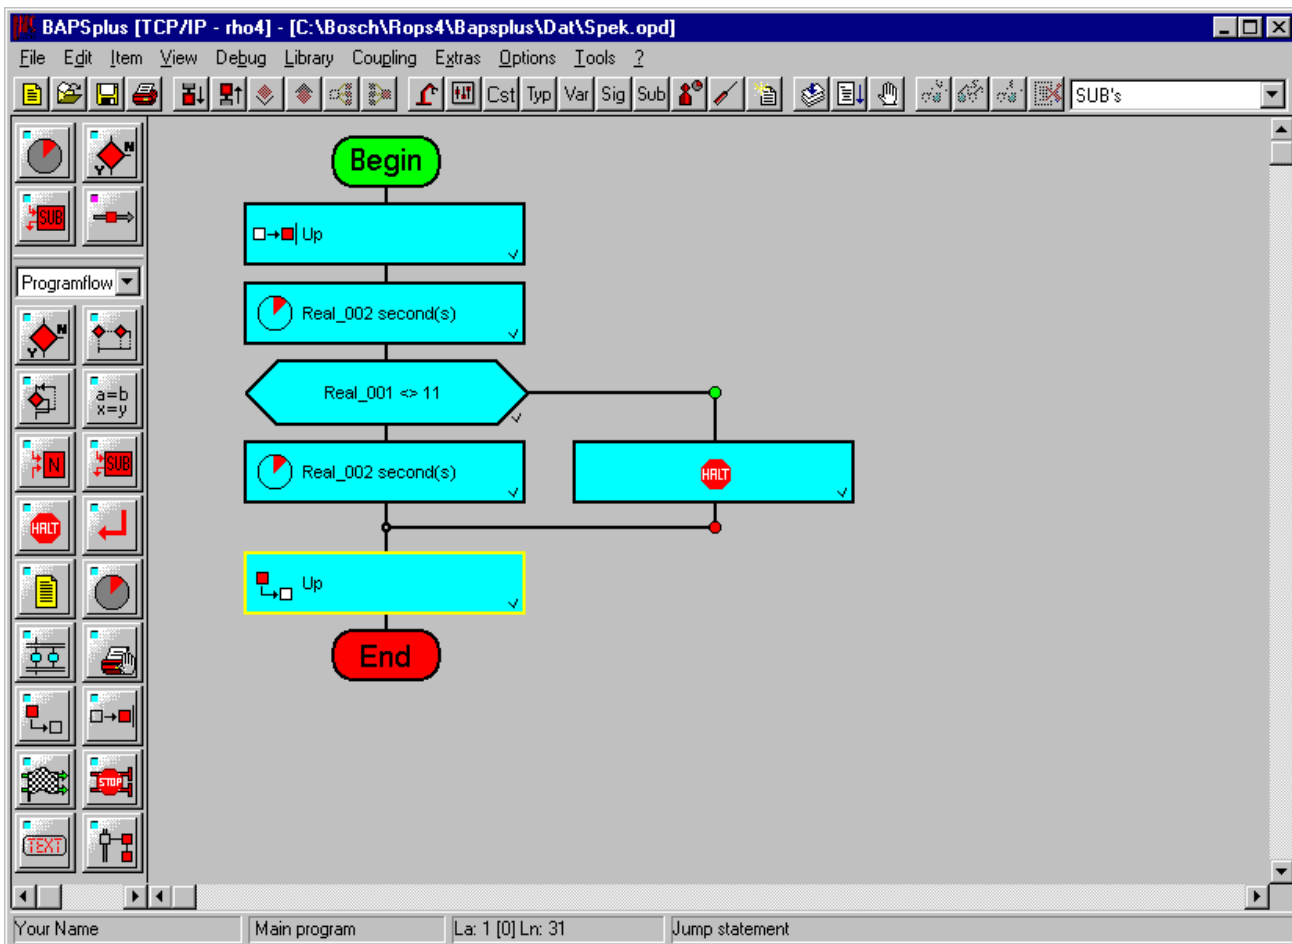 BAPSplus [TCP/IP - rho4] - [C:\Bosch\Rops4\Bapsplus\Dat\Spek.opd]
File Edit Item View Debug Library Coupling Extras Options Tools ?
Cst Typ Var Sig Sub SUB's
N
Y
SUB
Programflow
N
Y
a=b
x=y
N
SUB
HALT
STOP
TEXT
Begin
Up
Real_002 second(s)
Real_001 <> 11
Real_002 second(s)
HALT
Up
End
Your Name Main program La: 1 [0] Ln: 31 Jump statement